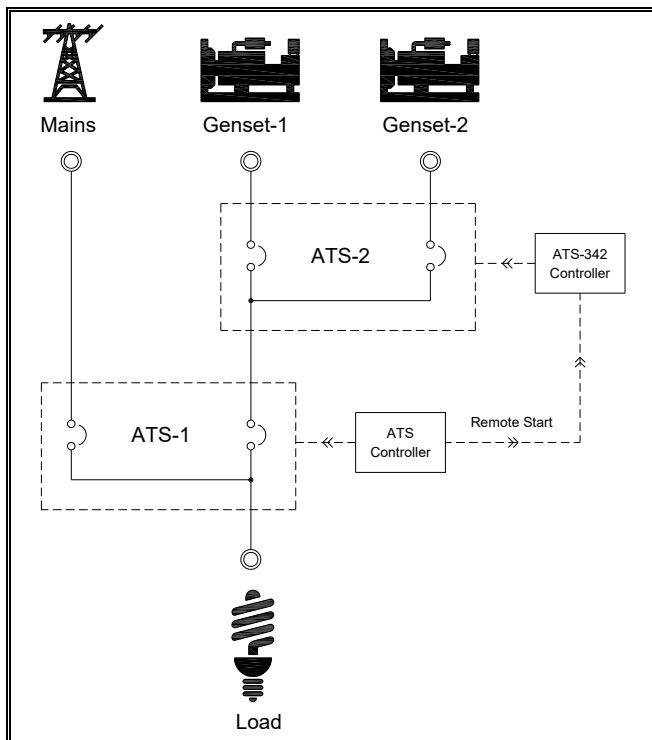 Mains
Genset-1
Genset-2
ATS-2
ATS-342
Controller
ATS-1
ATS
Controller
Remote Start
Load